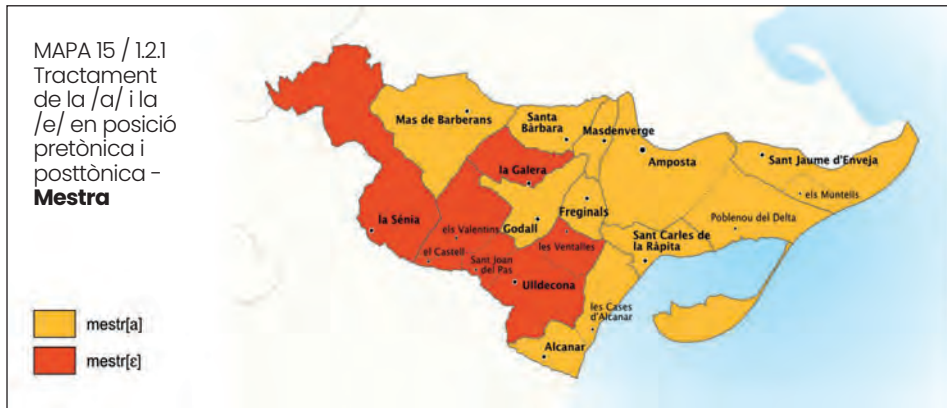 MAPA 15 / 1.2.1
Tractament
de la /a/ i la
/e/ en posició
pretònica i
posttònica -
Mestra
Mas de Barberans
Santa
Bàrbara
Masdenverge
Amposta
Sant Jaume d'Enveja
els Muntells
la Galera
Freginals
Poblenou del Delta
la Sénia
els Valentins
Godall
les Ventalles
Sant Carles de
la Ràpita
el Castell
Sant Joan
del Pas
Ulldecona
les Cases
d'Alcanar
Alcanar
mestr[a]
mestr[ɛ]